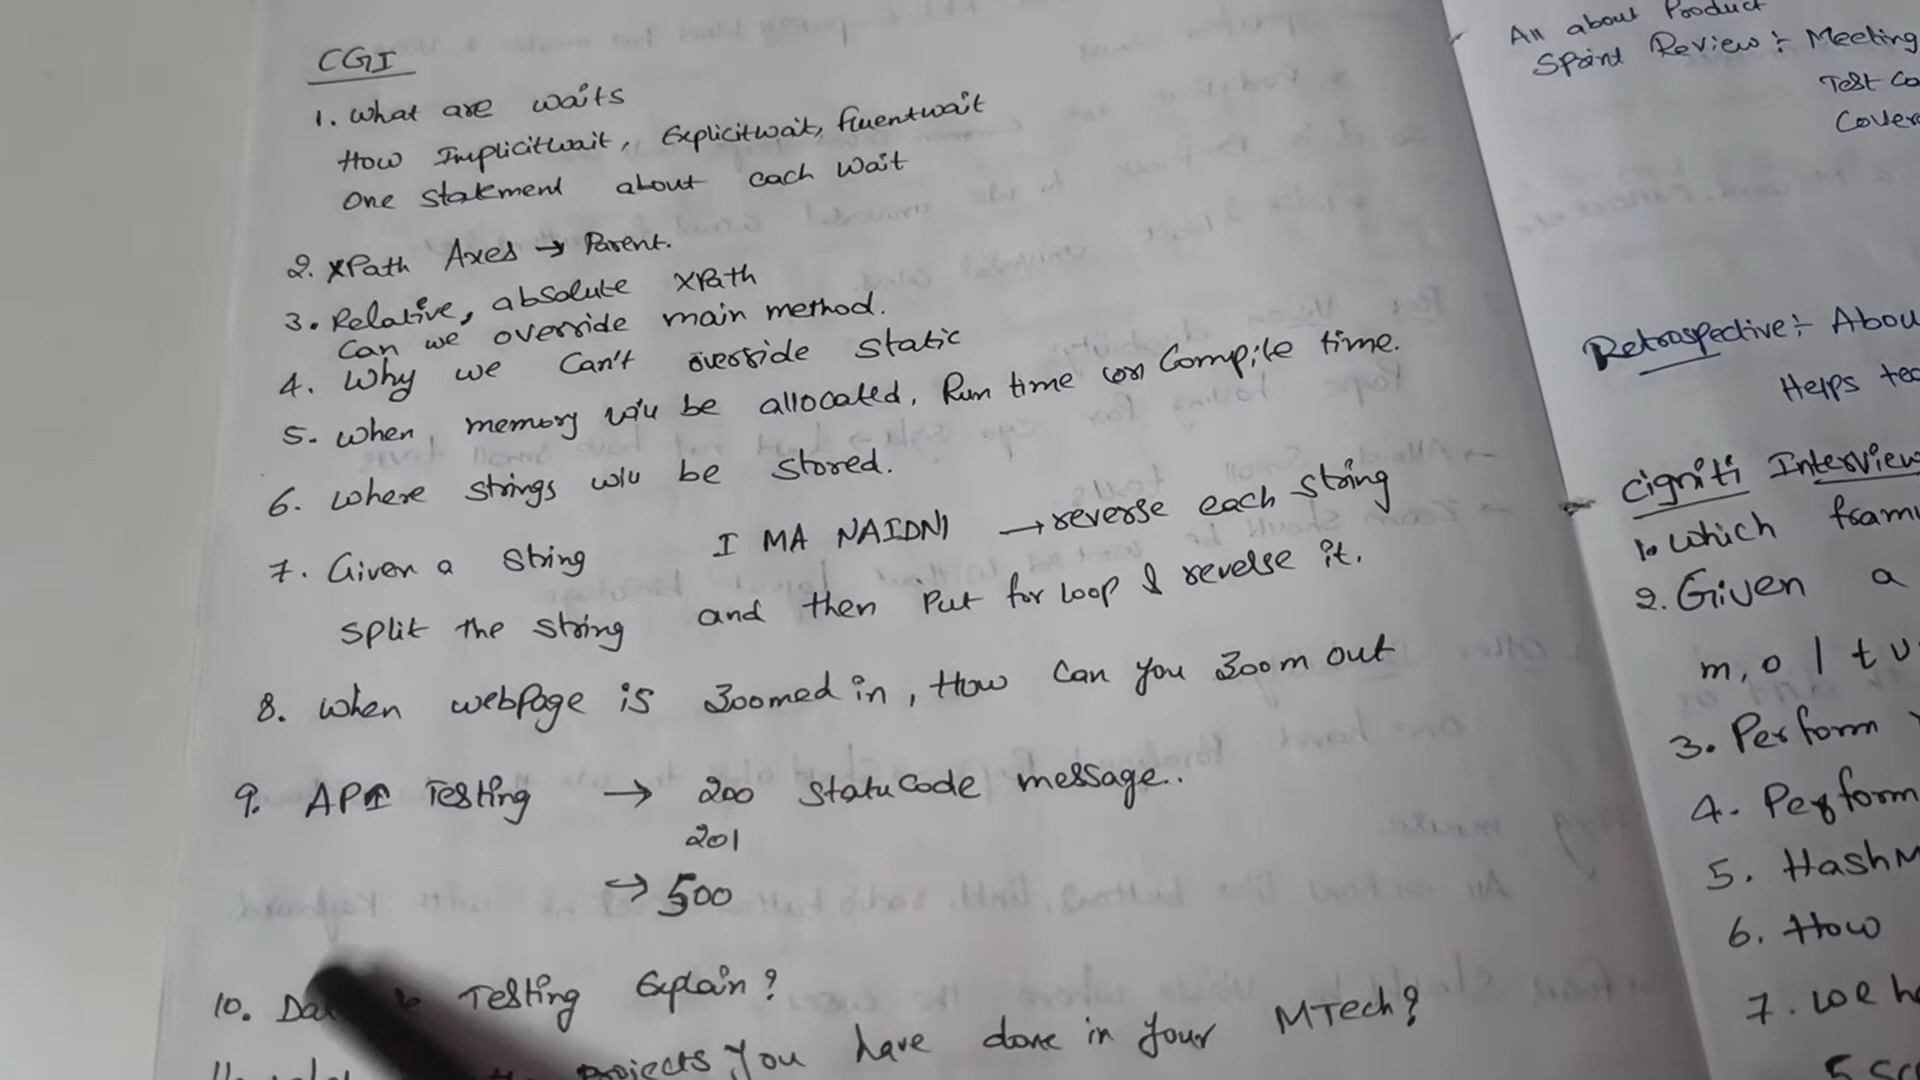 CGI
1. What are waits
How Implicitwait, Explicitwait, fluentwait
One statement about each wait
2. XPath Axes → Parent.
3. Relative, absolute XPath
Can we override main method.
4. Why we can't override static
5. When memory will be allocated, Run time (or) Compile time.
6. Where strings will be stored.
7. Given a string I MA NAIDNI → reverse each string
split the string and then Put for loop & reverse it.
8. When webpage is zoomed in, How can you zoom out
9. API Testing → 200 StatuCode message..
201
→ 500
10. Testing Explain?
projects, You have done in your MTech?
All about Product
Sprint Review :- Meeting
Test
Retrospective :- Abou
Helps
Cigniti Interview
1. which
2. Given a
m, o l t u
3. Perform
4. Perform
5. HashM
6. How
7. we